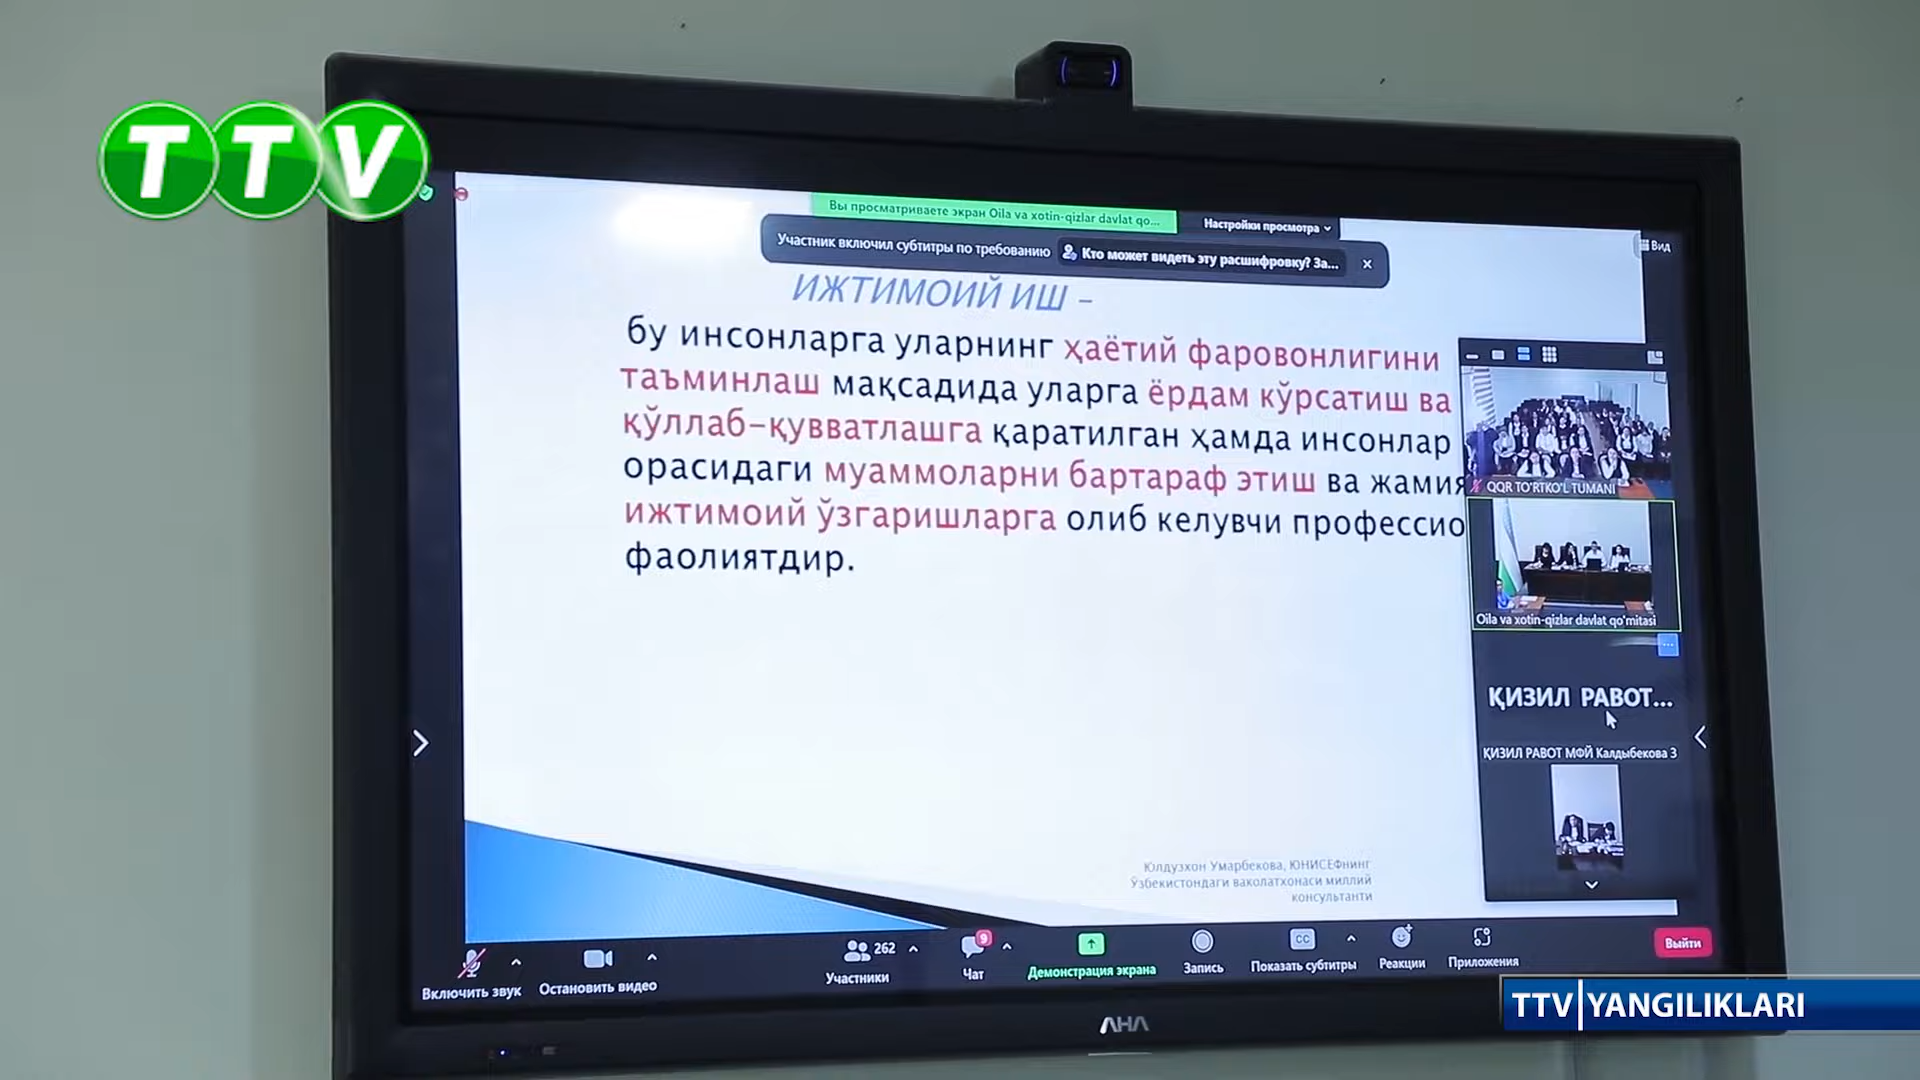 TTV
Вы просматриваете экран Oila va xotin-qizlar davlat qo...
Настройки просмотра
Вид
Участник включил субтитры по требованию
Кто может видеть эту расшифровку? За...
ИЖТИМОИЙ ИШ –
бу инсонларга уларнинг ҳаётий фаровонлигини
таъминлаш мақсадида уларга ёрдам кўрсатиш ва
қўллаб-қувватлашга қаратилган ҳамда инсонлар
орасидаги муаммоларни бартараф этиш ва жамия
ижтимоий ўзгаришларга олиб келувчи профессио
фаолиятдир.
QQR TO'RTKO'L TUMANI
Oila va xotin-qizlar davlat qo'mitasi
ҚИЗИЛ РАВОТ...
ҚИЗИЛ РАВОТ МФЙ Калдыбекова З
Юлдузхон Умарбекова, ЮНИСЕФнинг
Ўзбекистондаги ваколатхонаси миллий
консультанти
Включить звук
Остановить видео
262
Участники
9
Чат
Демонстрация экрана
Запись
CC
Показать субтитры
Реакции
Приложения
Выйти
TTV YANGILIKLARI
AHA